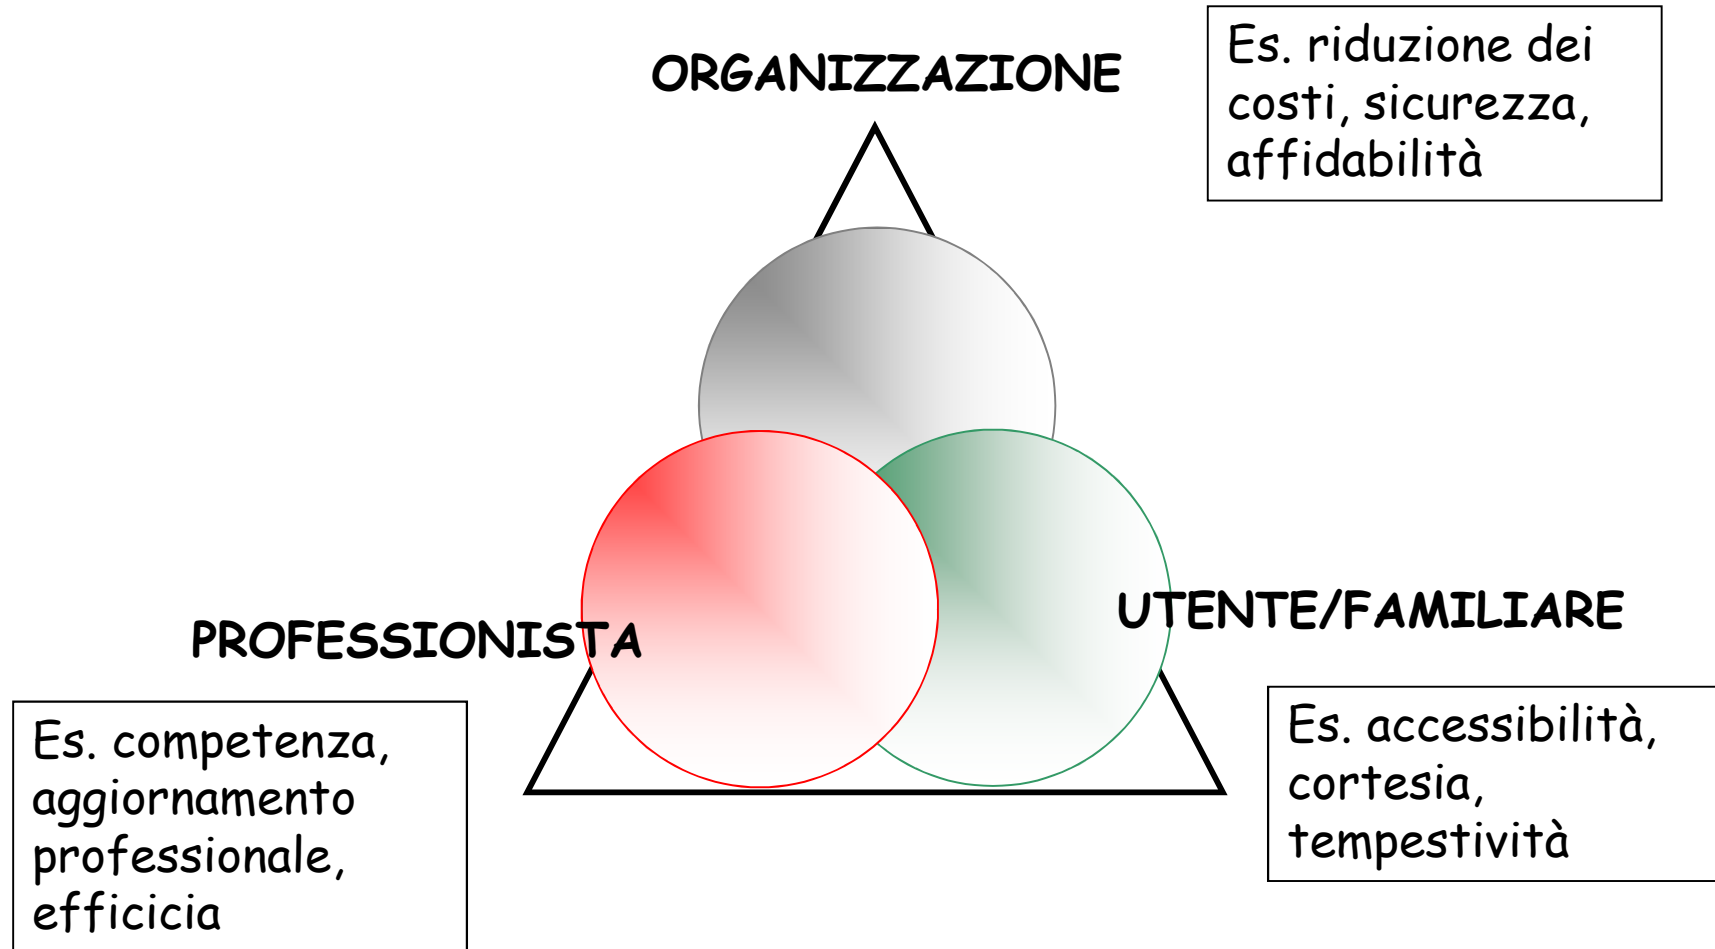 ORGANIZZAZIONE
Es. riduzione dei
costi, sicurezza,
affidabilità
PROFESSIONISTA
UTENTE/FAMILIARE
Es. competenza,
aggiornamento
professionale,
efficicia
Es. accessibilità,
cortesia,
tempestività